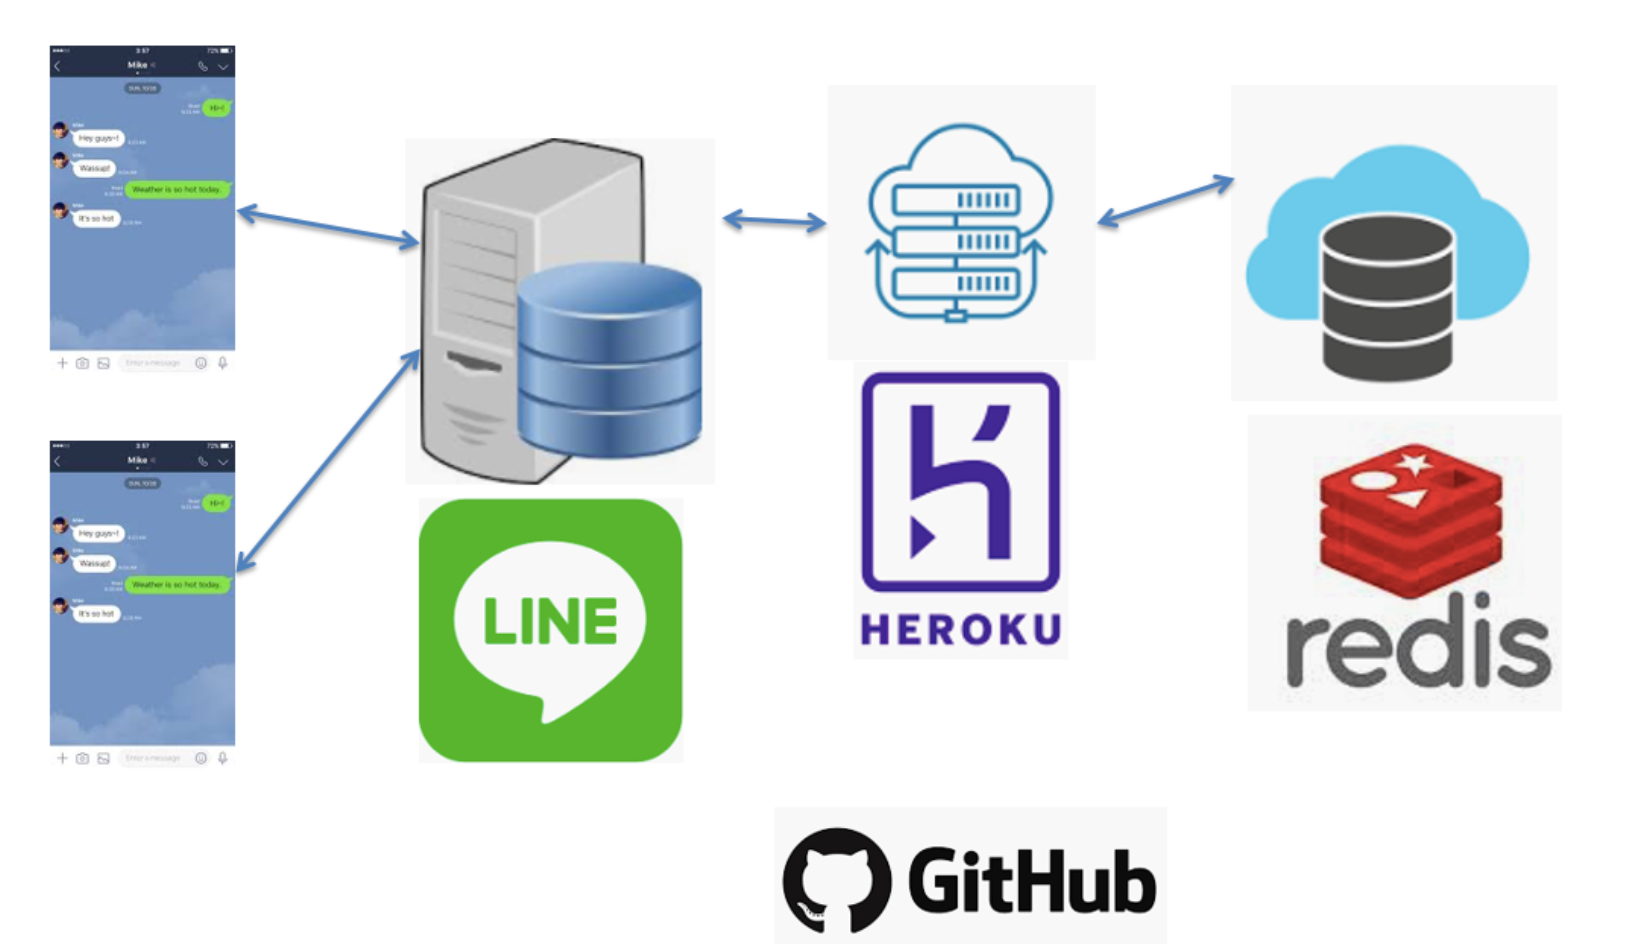 3:57
72%
Mike
Hi~!
Hey guys~!
Wassup!
Weather is so hot today.
It's so hot
Enter a message
3:57
72%
Mike
Hi~!
Hey guys~!
Wassup!
Weather is so hot today.
It's so hot
Enter a message
LINE
HEROKU
redis
GitHub